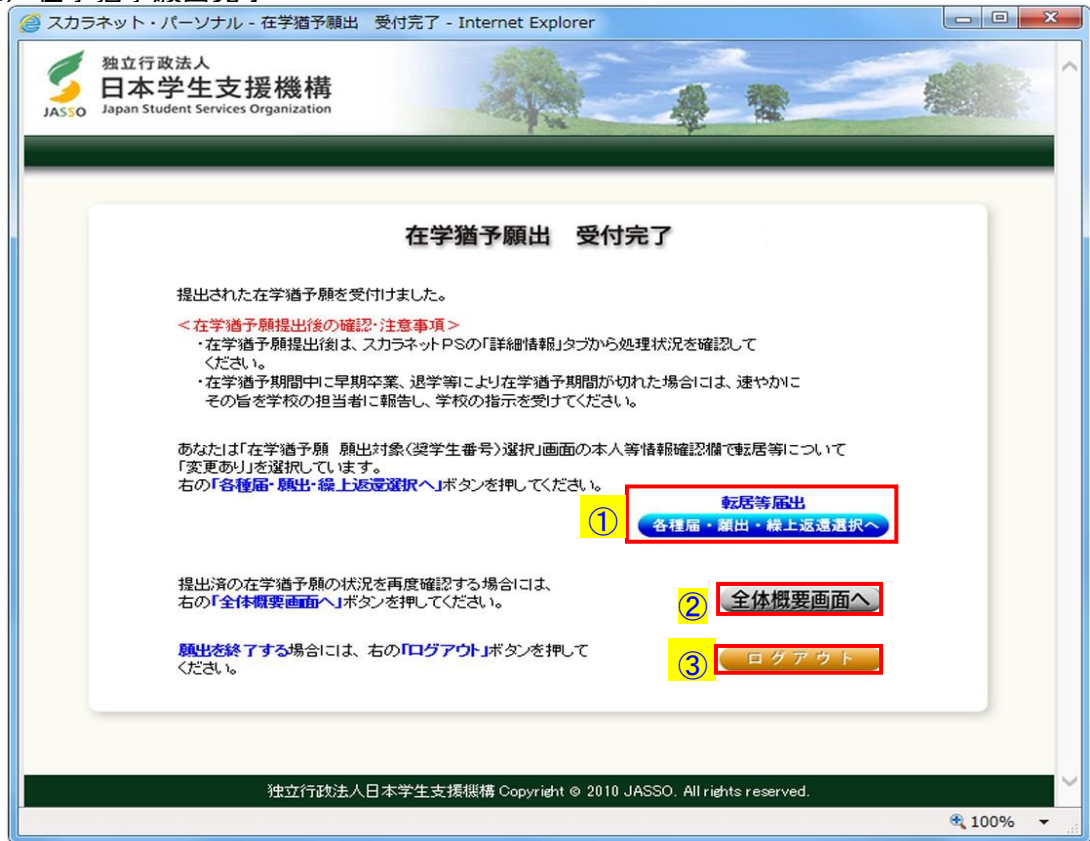 スカラネット・パーソナル - 在学猶予願出　受付完了 - Internet Explorer
独立行政法人
日本学生支援機構
JASSO Japan Student Services Organization
在学猶予願出　受付完了
提出された在学猶予願を受付けました。
＜在学猶予願提出後の確認・注意事項＞
・在学猶予願提出後は、スカラネットPSの「詳細情報」タブから処理状況を確認して
ください。
・在学猶予期間中に早期卒業、退学等により在学猶予期間が切れた場合には、速やかに
その旨を学校の担当者に報告し、学校の指示を受けてください。
あなたは「在学猶予願　願出対象（奨学生番号）選択」画面の本人等情報確認欄で転居等について
「変更あり」を選択しています。
右の「各種届・願出・繰上返還選択へ」ボタンを押してください。
転居等届出
① 各種届・願出・繰上返還選択へ
提出済の在学猶予願の状況を再度確認する場合には、
右の「全体概要画面へ」ボタンを押してください。
② 全体概要画面へ
願出を終了する場合には、右の「ログアウト」ボタンを押して
ください。
③ ログアウト
独立行政法人日本学生支援機構 Copyright © 2010 JASSO. All rights reserved.
100%